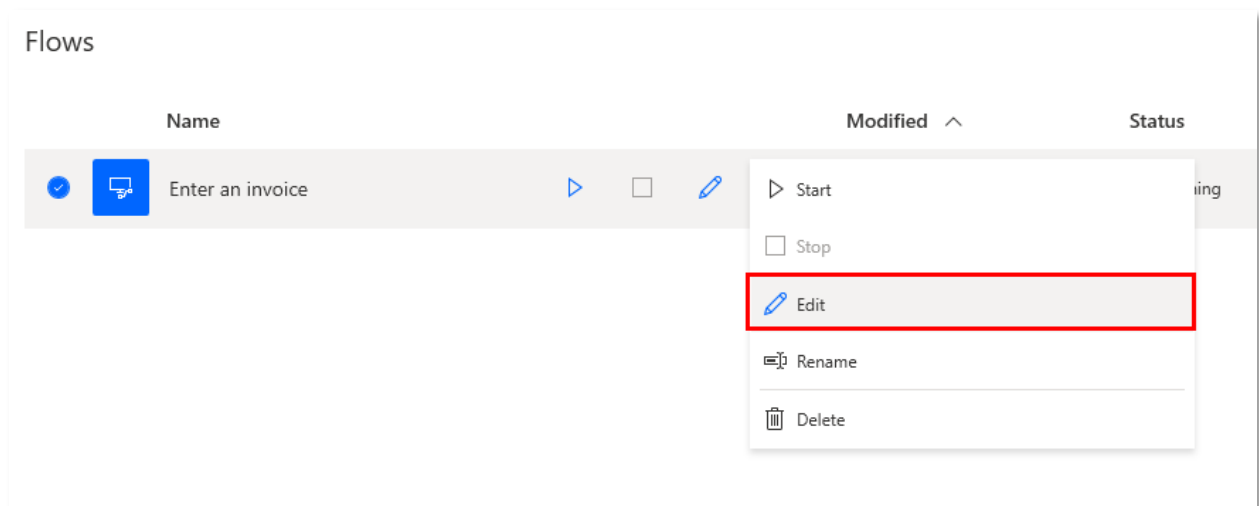 Flows
Name Modified Status
Enter an invoice
Start
Stop
Edit
Rename
Delete